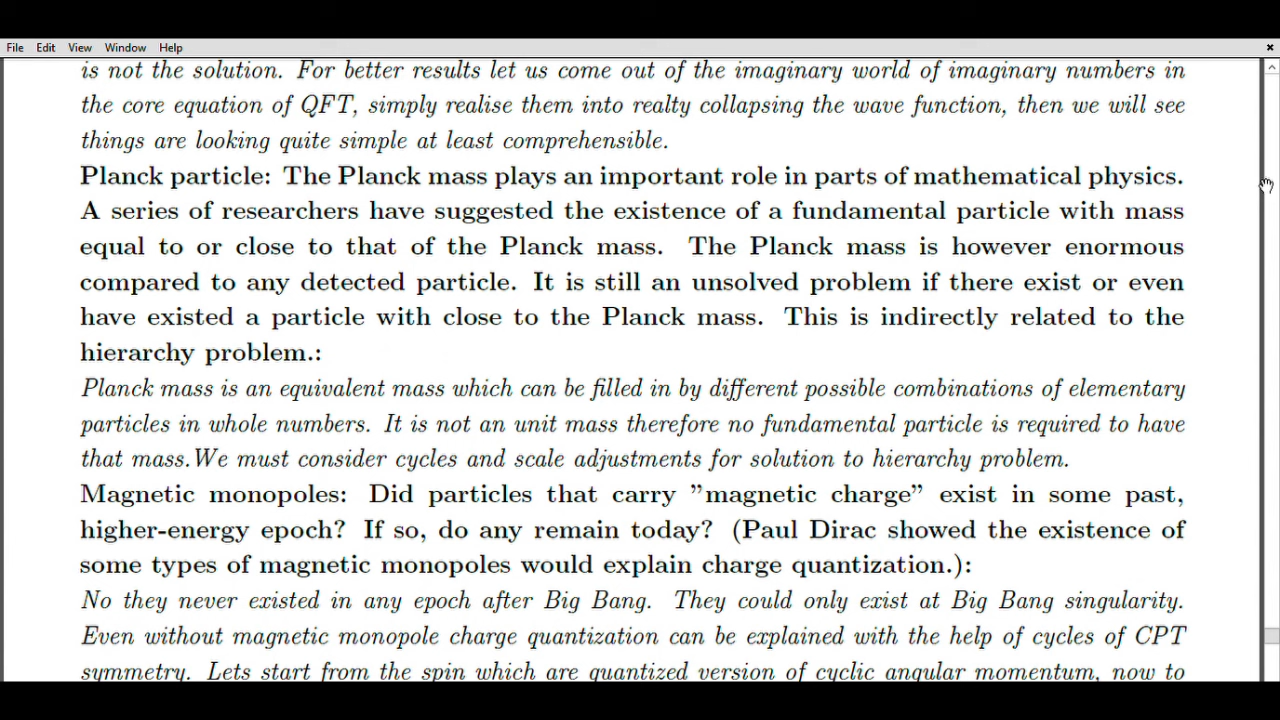 File Edit View Window Help
is not the solution. For better results let us come out of the imaginary world of imaginary numbers in
the core equation of QFT, simply realise them into realty collapsing the wave function, then we will see
things are looking quite simple at least comprehensible.
Planck particle: The Planck mass plays an important role in parts of mathematical physics.
A series of researchers have suggested the existence of a fundamental particle with mass
equal to or close to that of the Planck mass. The Planck mass is however enormous
compared to any detected particle. It is still an unsolved problem if there exist or even
have existed a particle with close to the Planck mass. This is indirectly related to the
hierarchy problem.:
Planck mass is an equivalent mass which can be filled in by different possible combinations of elementary
particles in whole numbers. It is not an unit mass therefore no fundamental particle is required to have
that mass.We must consider cycles and scale adjustments for solution to hierarchy problem.
Magnetic monopoles: Did particles that carry ”magnetic charge” exist in some past,
higher-energy epoch? If so, do any remain today? (Paul Dirac showed the existence of
some types of magnetic monopoles would explain charge quantization.):
No they never existed in any epoch after Big Bang. They could only exist at Big Bang singularity.
Even without magnetic monopole charge quantization can be explained with the help of cycles of CPT
symmetry. Lets start from the spin which are quantized version of cyclic angular momentum, now to